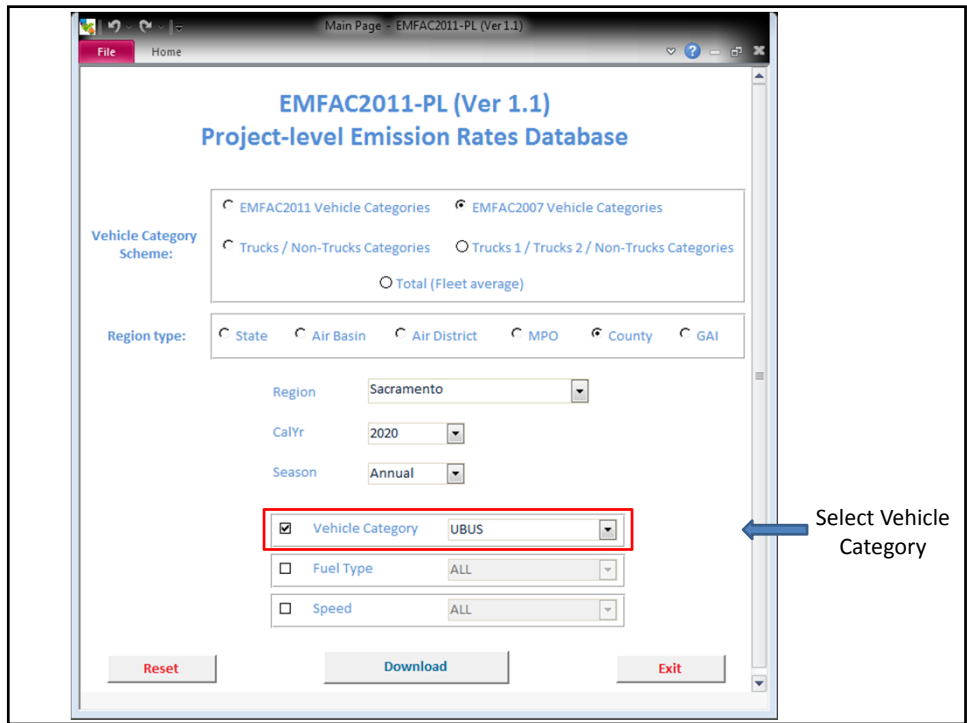 Main Page - EMFAC2011-PL (Ver 1.1)
File Home
EMFAC2011-PL (Ver 1.1)
Project-level Emission Rates Database
Vehicle Category
Scheme:
EMFAC2011 Vehicle Categories EMFAC2007 Vehicle Categories
Trucks / Non-Trucks Categories Trucks 1 / Trucks 2 / Non-Trucks Categories
Total (Fleet average)
Region type: State Air Basin Air District MPO County GAI
Region Sacramento
CalYr 2020
Season Annual
Vehicle Category UBUS
Select Vehicle
Category
Fuel Type ALL
Speed ALL
Reset Download Exit